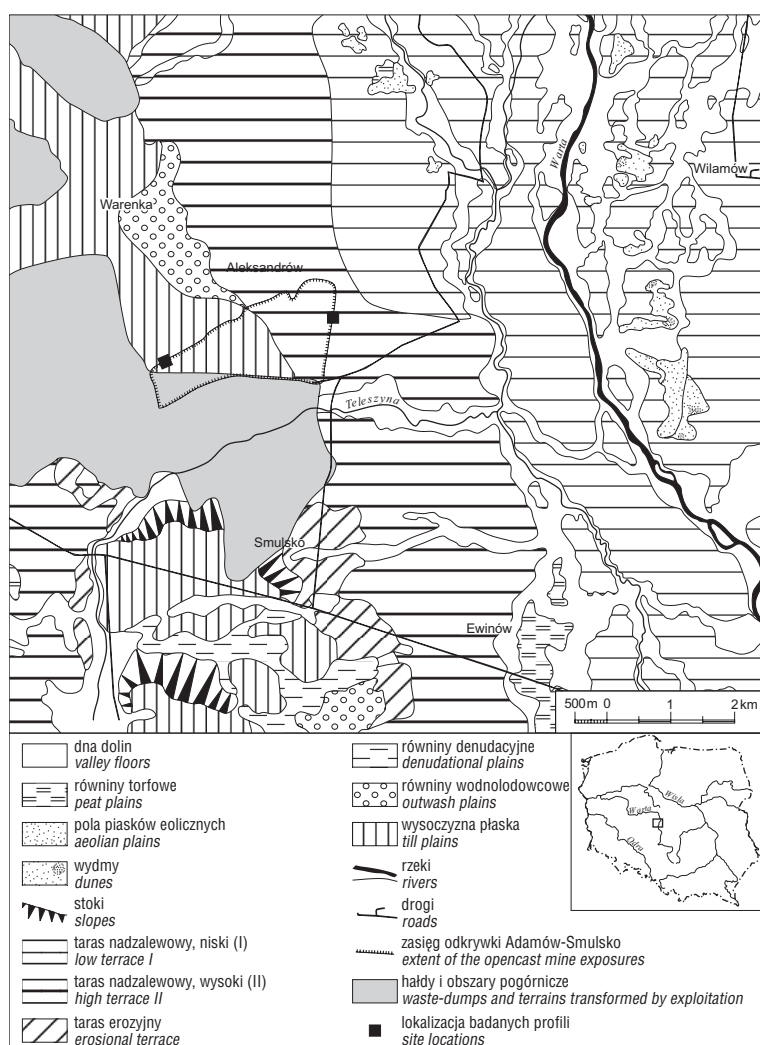 Warta
Wilamów
Warenka
Aleksandrów
Teleszyna
Smulsko
Ewinów
500 m 0 1 2 km
dna dolin
valley floors
równiny torfowe
peat plains
pola piasków eolicznych
aeolian plains
wydmy
dunes
stoki
slopes
taras nadzalewowy, niski (I)
low terrace I
taras nadzalewowy, wysoki (II)
high terrace II
taras erozyjny
erosional terrace
równiny denudacyjne
denudational plains
równiny wodnolodowcowe
outwash plains
wysoczyzna płaska
till plains
rzeki
rivers
drogi
roads
zasięg odkrywki Adamów-Smulsko
extent of the opencast mine exposures
hałdy i obszary pogórnicze
waste-dumps and terrains transformed by exploitation
lokalizacja badanych profili
site locations
Wisła
Warta
Odra